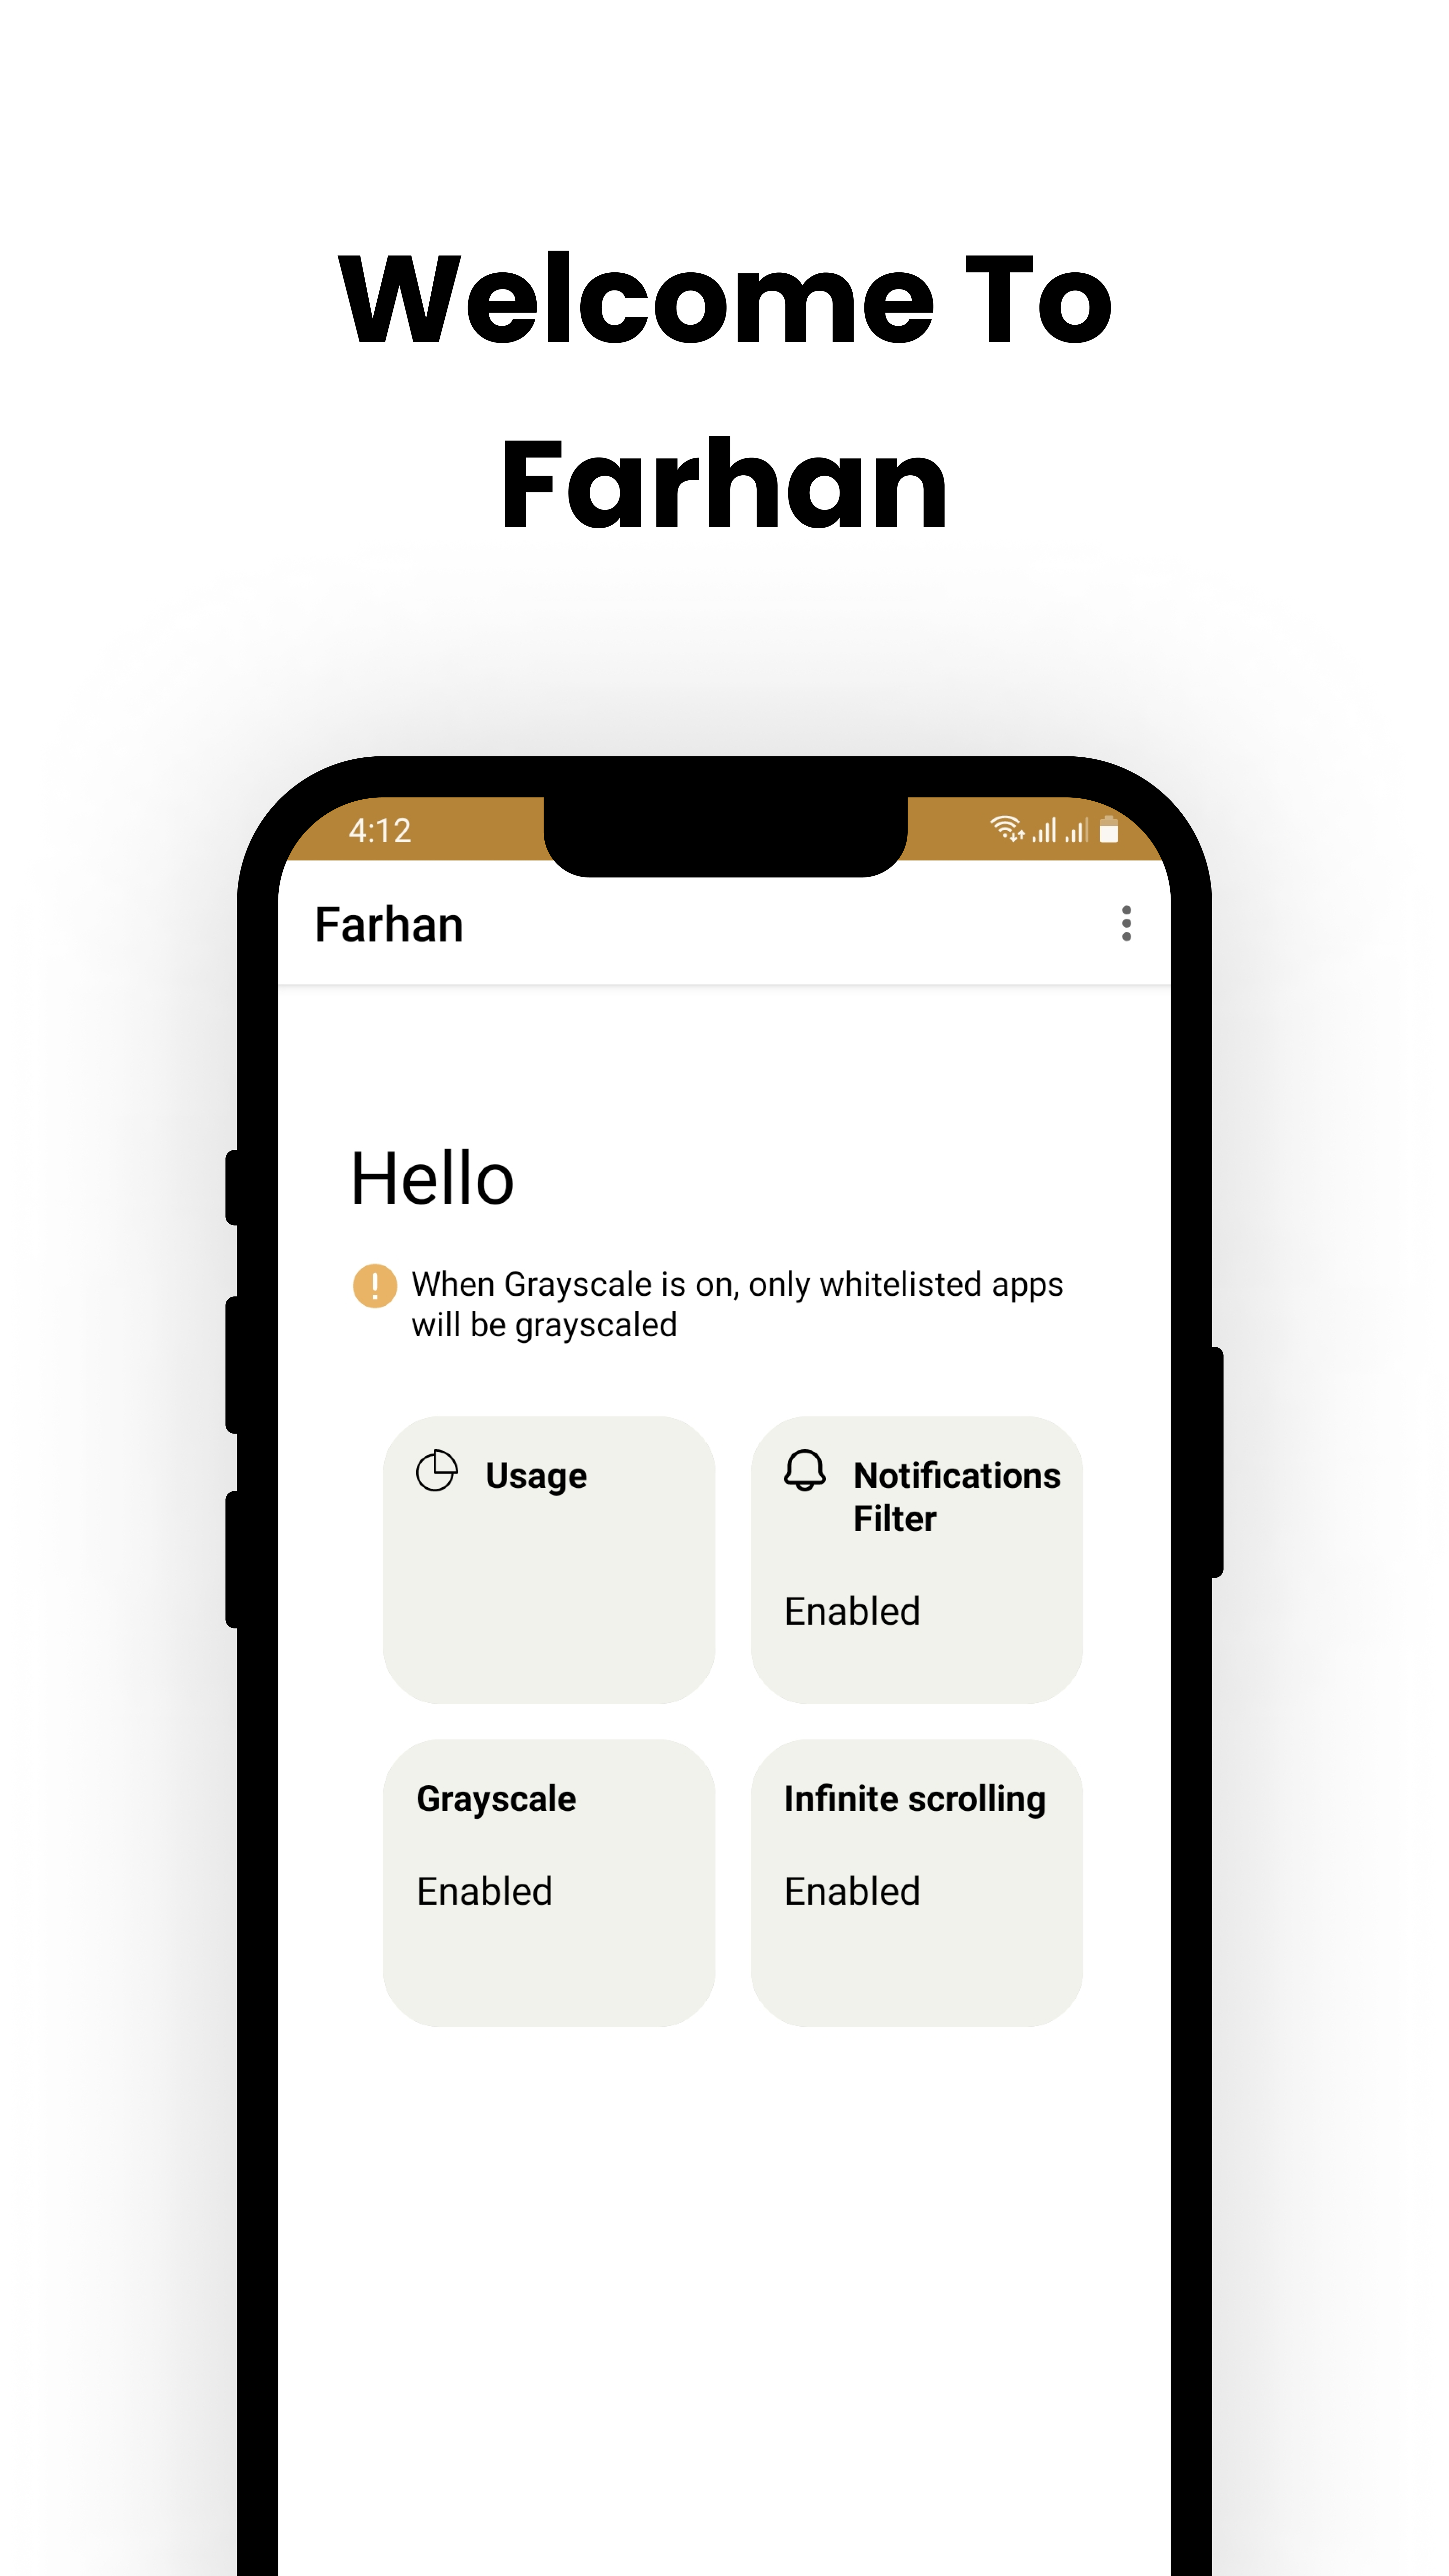 Welcome To
Farhan
4:12
Farhan
Hello
When Grayscale is on, only whitelisted apps
will be grayscaled
Usage
Notifications
Filter
Enabled
Grayscale
Enabled
Infinite scrolling
Enabled